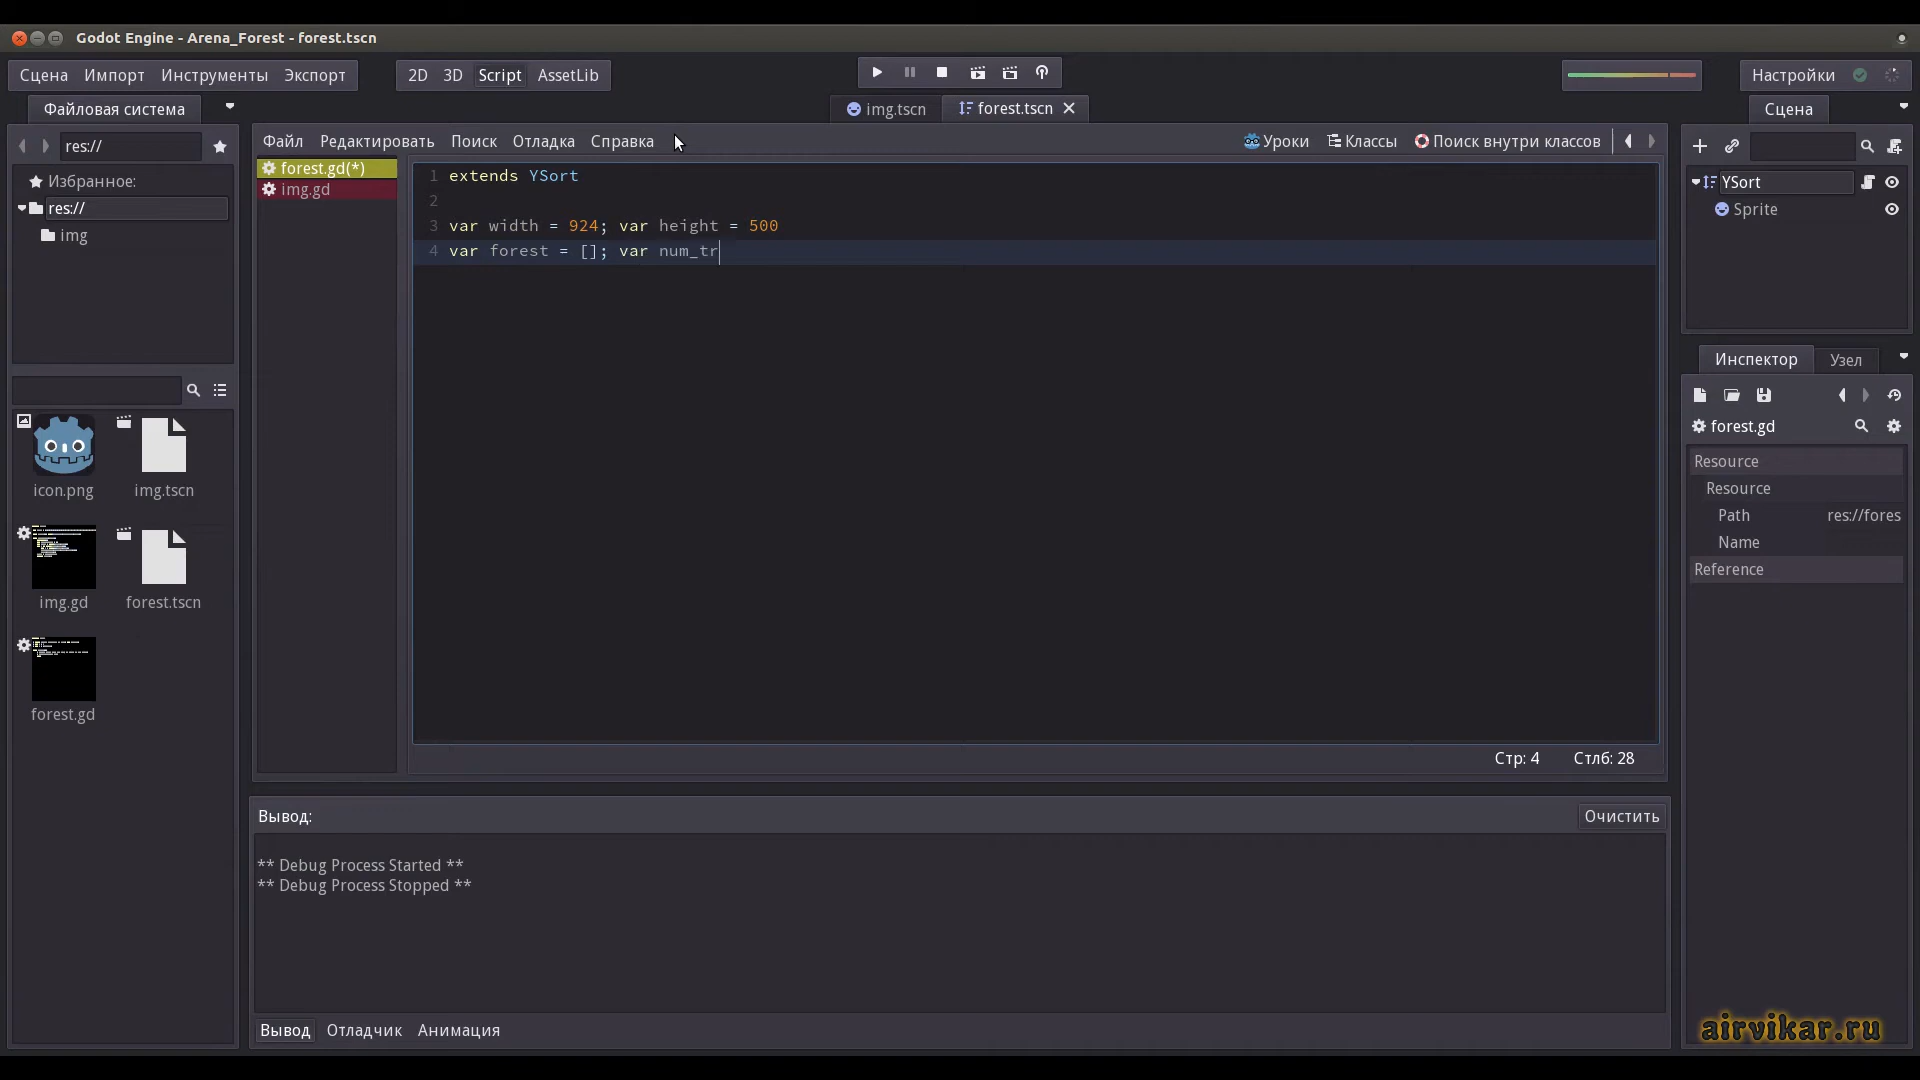 Godot Engine - Arena_Forest - forest.tscn
Сцена Импорт Инструменты Экспорт
2D 3D Script AssetLib
Настройки
Файловая система
img.tscn
forest.tscn
Сцена
res://
Избранное:
res://
img
Файл Редактировать Поиск Отладка Справка
Уроки Классы Поиск внутри классов
forest.gd(*)
img.gd
1 extends YSort
2
3 var width = 924; var height = 500
4 var forest = []; var num_tr
Стр: 4 Стлб: 28
YSort
Sprite
Инспектор Узел
forest.gd
Resource
Resource
Path res://fores
Name
Reference
icon.png img.tscn
img.gd forest.tscn
forest.gd
Вывод: Очистить
** Debug Process Started **
** Debug Process Stopped **
Вывод Отладчик Анимация
airvikar.ru